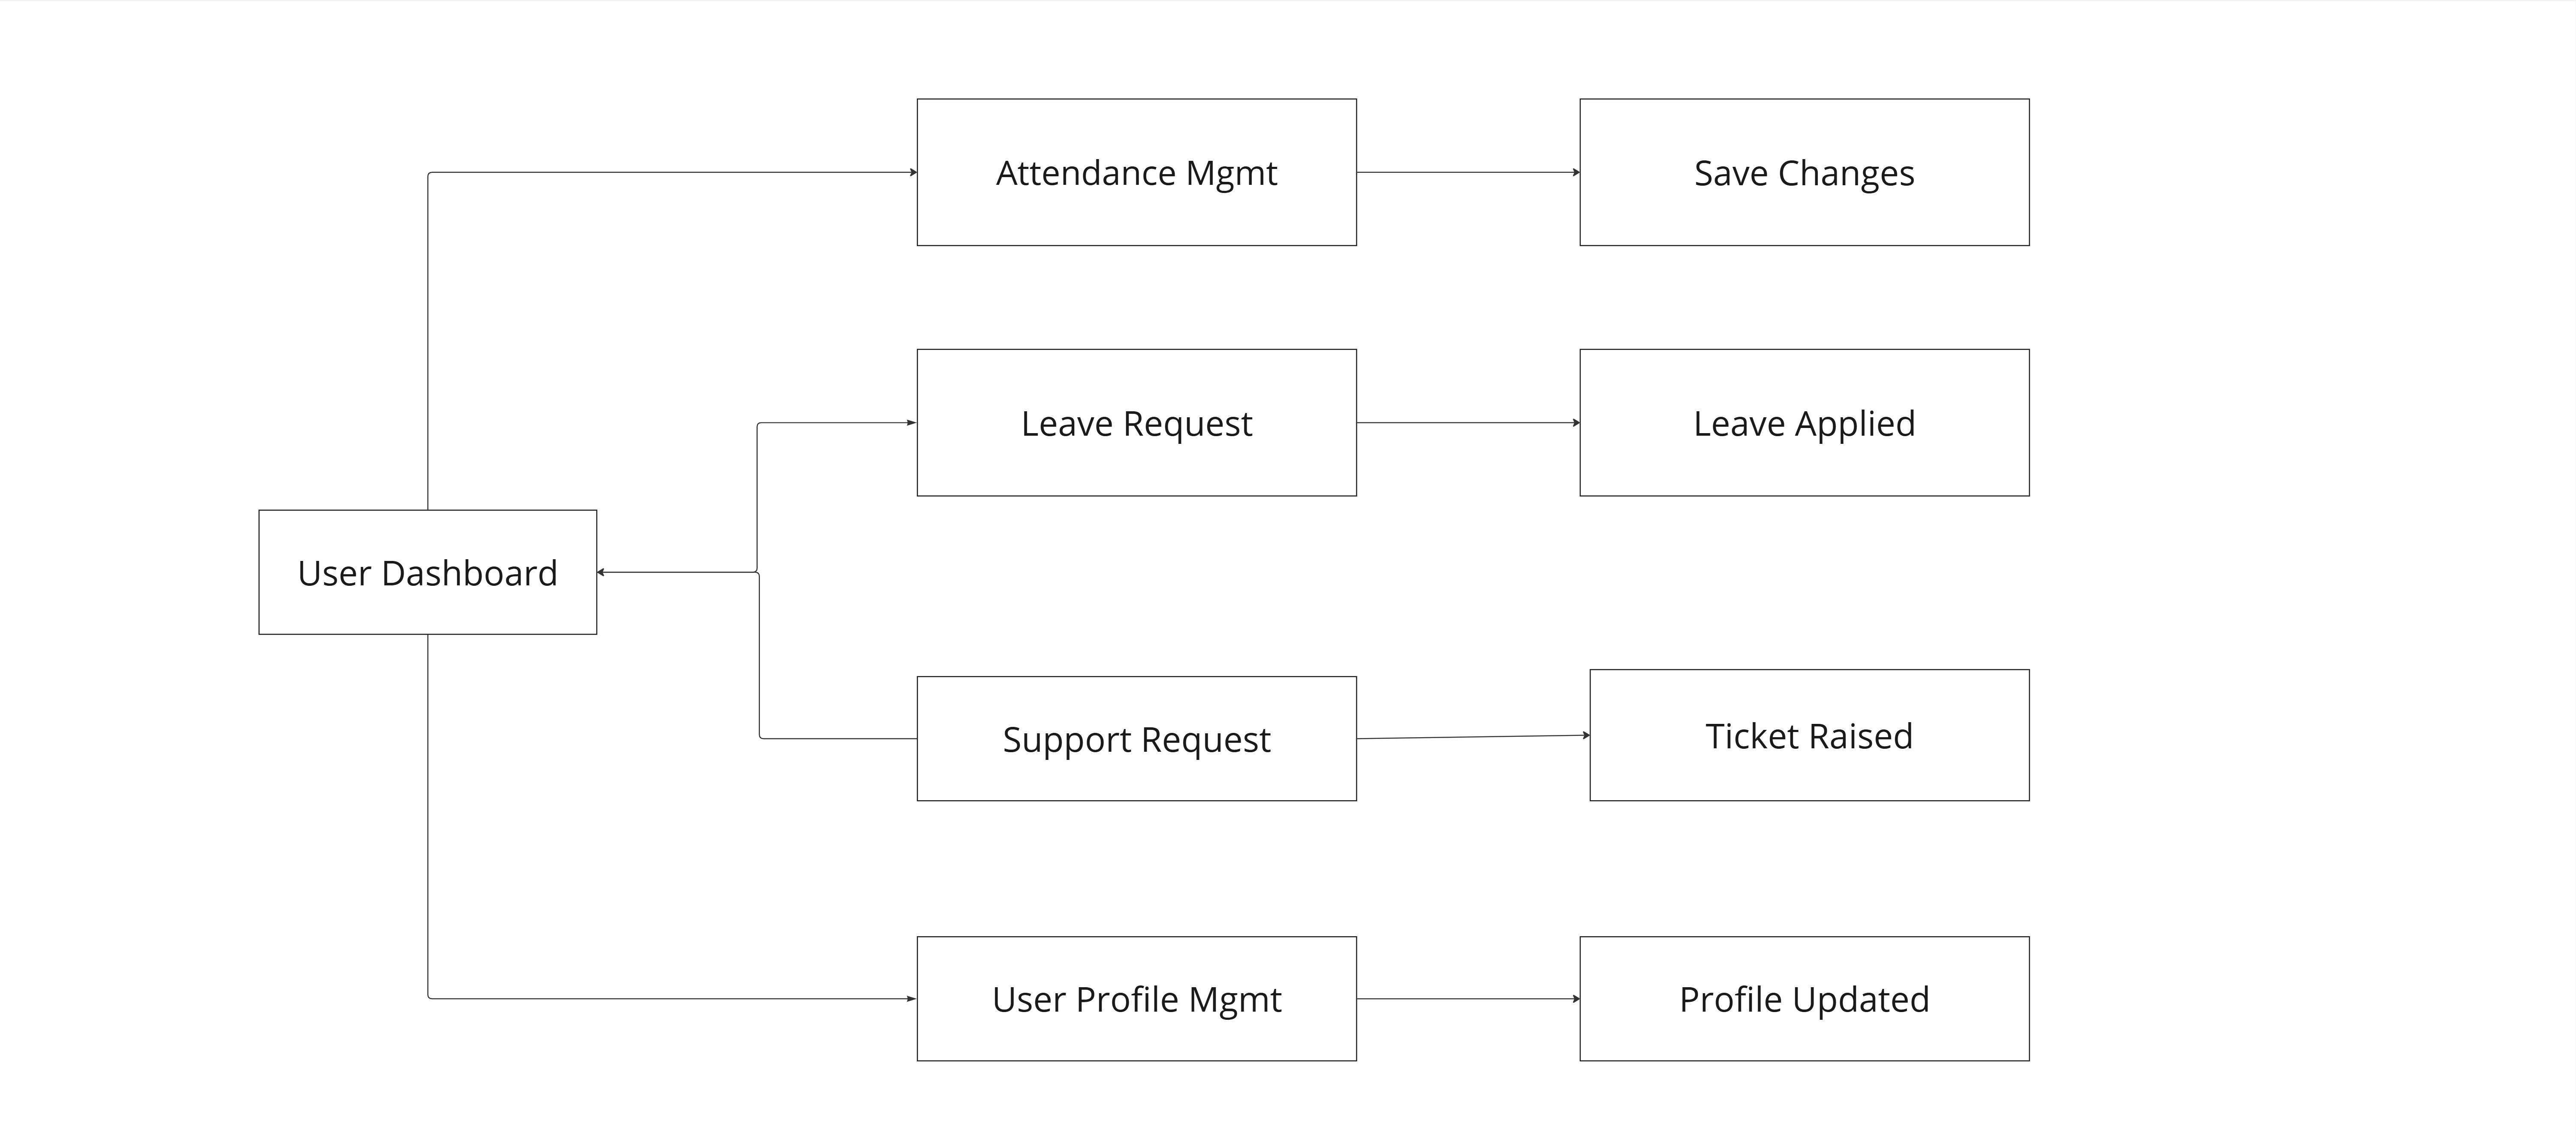 Attendance Mgmt
Save Changes
Leave Request
Leave Applied
User Dashboard
Support Request
Ticket Raised
User Profile Mgmt
Profile Updated